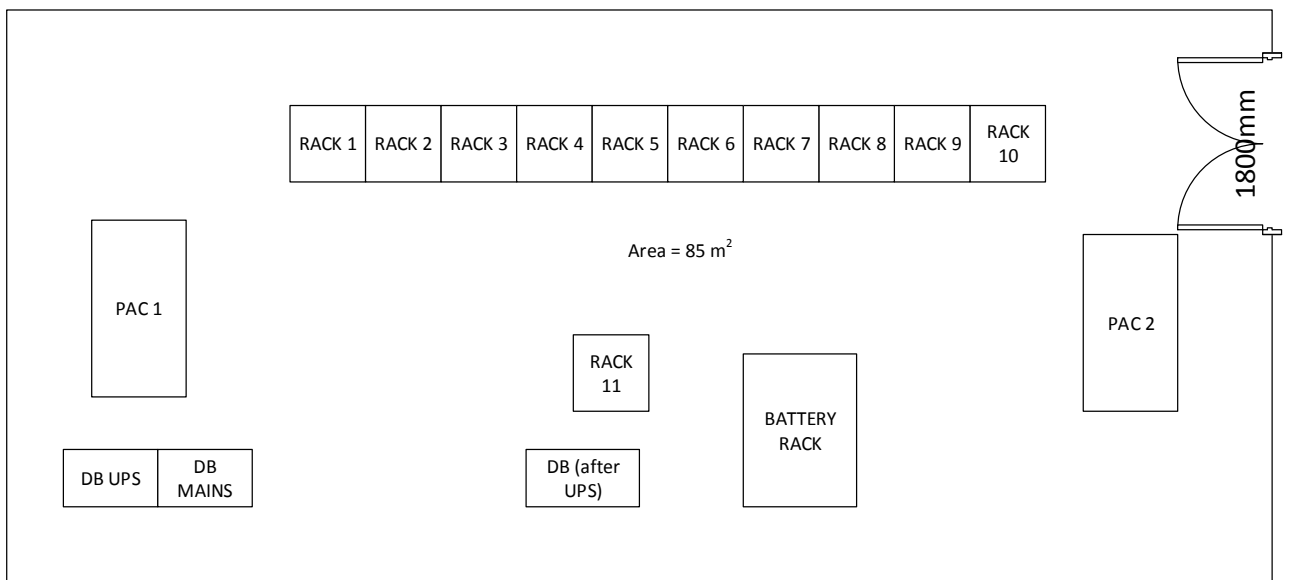 RACK 1
RACK 2
RACK 3
RACK 4
RACK 5
RACK 6
RACK 7
RACK 8
RACK 9
RACK
10
1800mm
Area = 85 m²
PAC 1
PAC 2
RACK
11
BATTERY
RACK
DB UPS
DB
MAINS
DB (after
UPS)